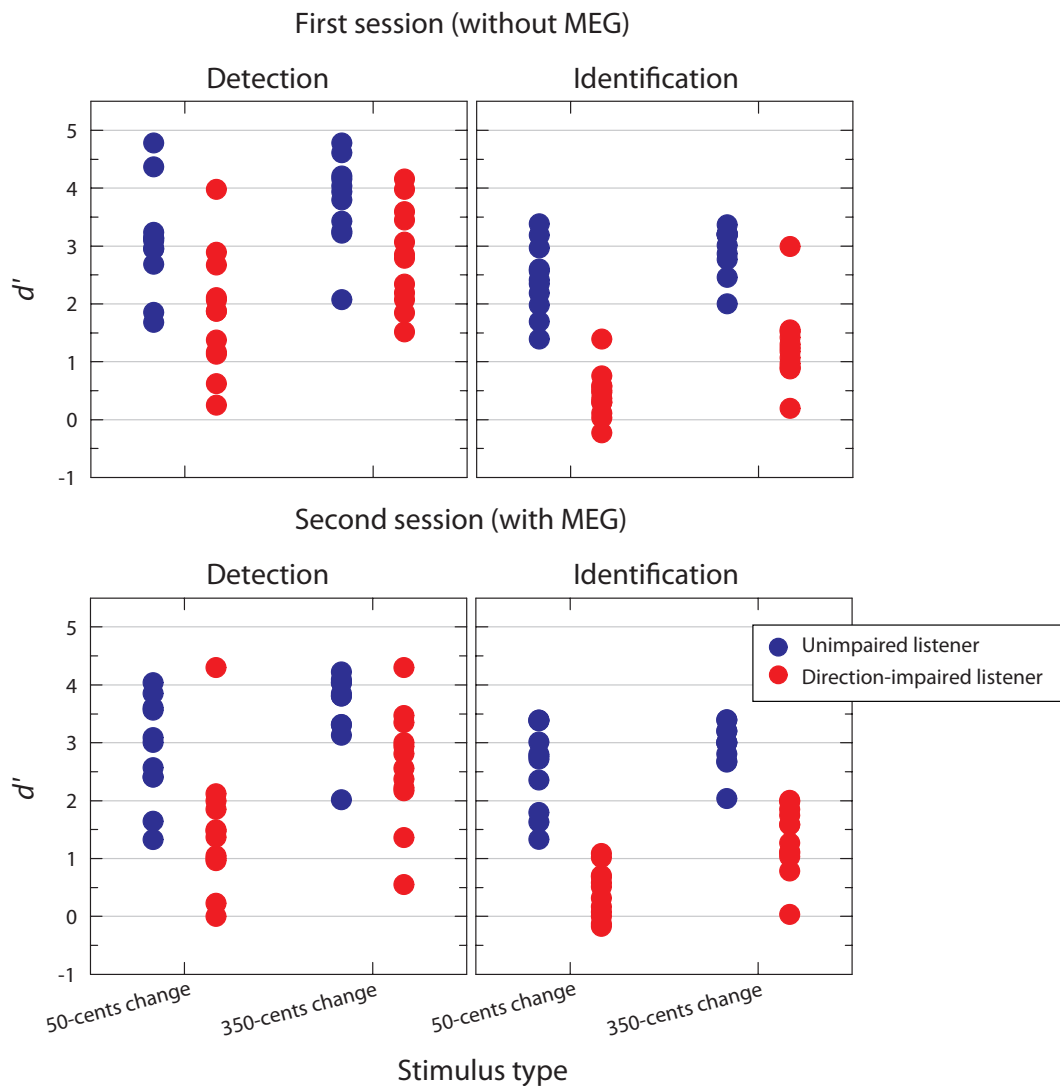 First session (without MEG)
Detection
Identification
5
4
3
2
1
0
-1
d'
Second session (with MEG)
Detection
Identification
5
4
3
2
1
0
-1
d'
Unimpaired listener
Direction-impaired listener
50-cents change
350-cents change
50-cents change
350-cents change
Stimulus type